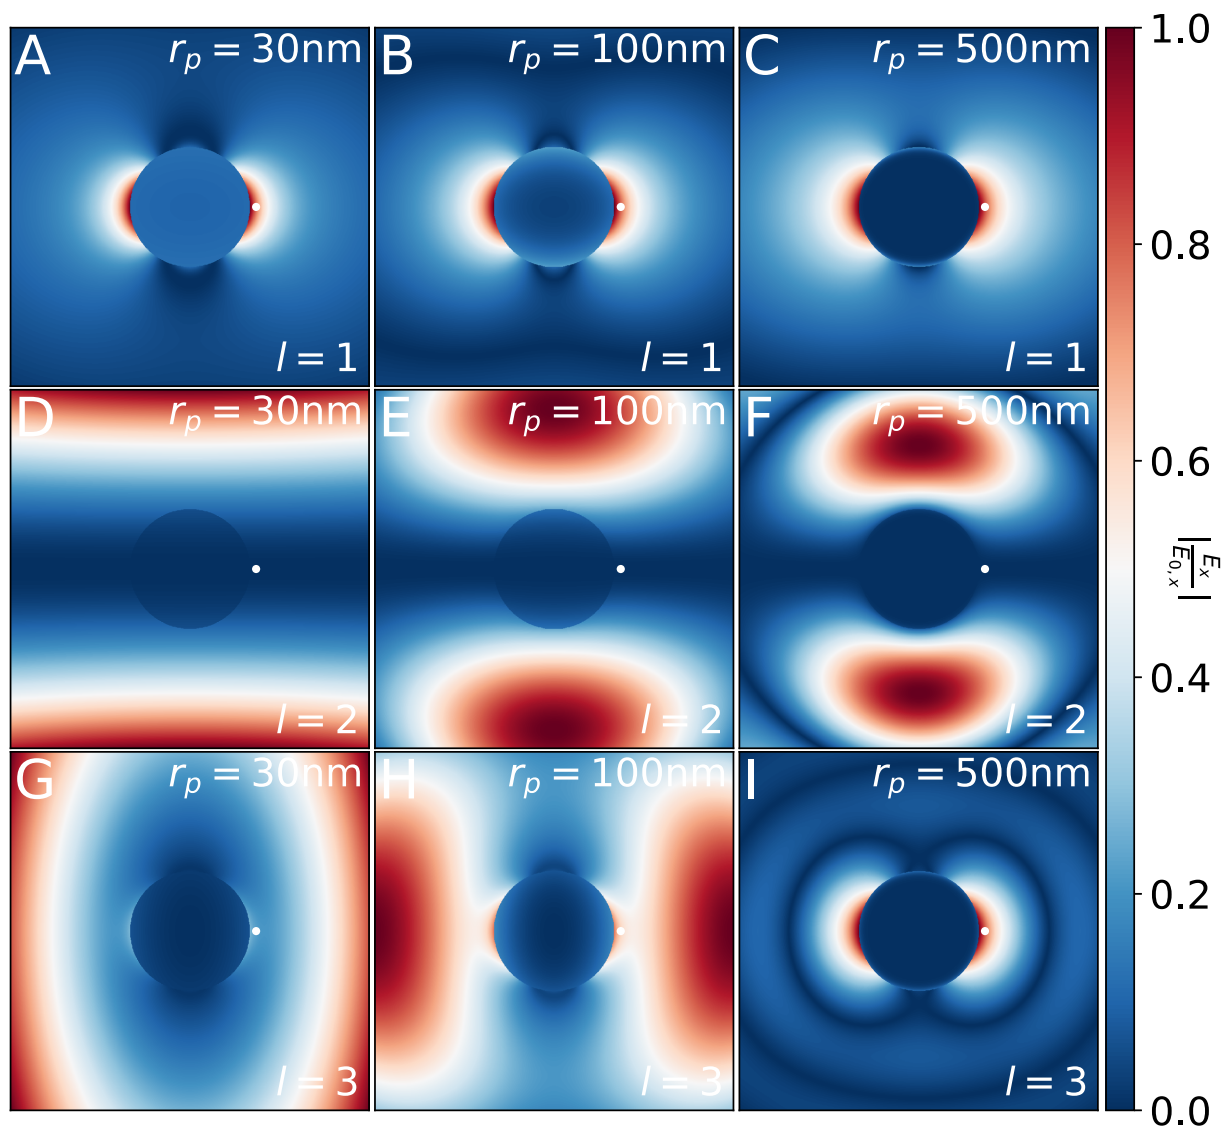 A
r_p = 30nm
l = 1
B
r_p = 100nm
l = 1
C
r_p = 500nm
l = 1
D
r_p = 30nm
l = 2
E
r_p = 100nm
l = 2
F
r_p = 500nm
l = 2
G
r_p = 30nm
l = 3
H
r_p = 100nm
l = 3
I
r_p = 500nm
l = 3
1.0
0.8
0.6
0.4
0.2
0.0
|E_x / E_{0,x}|